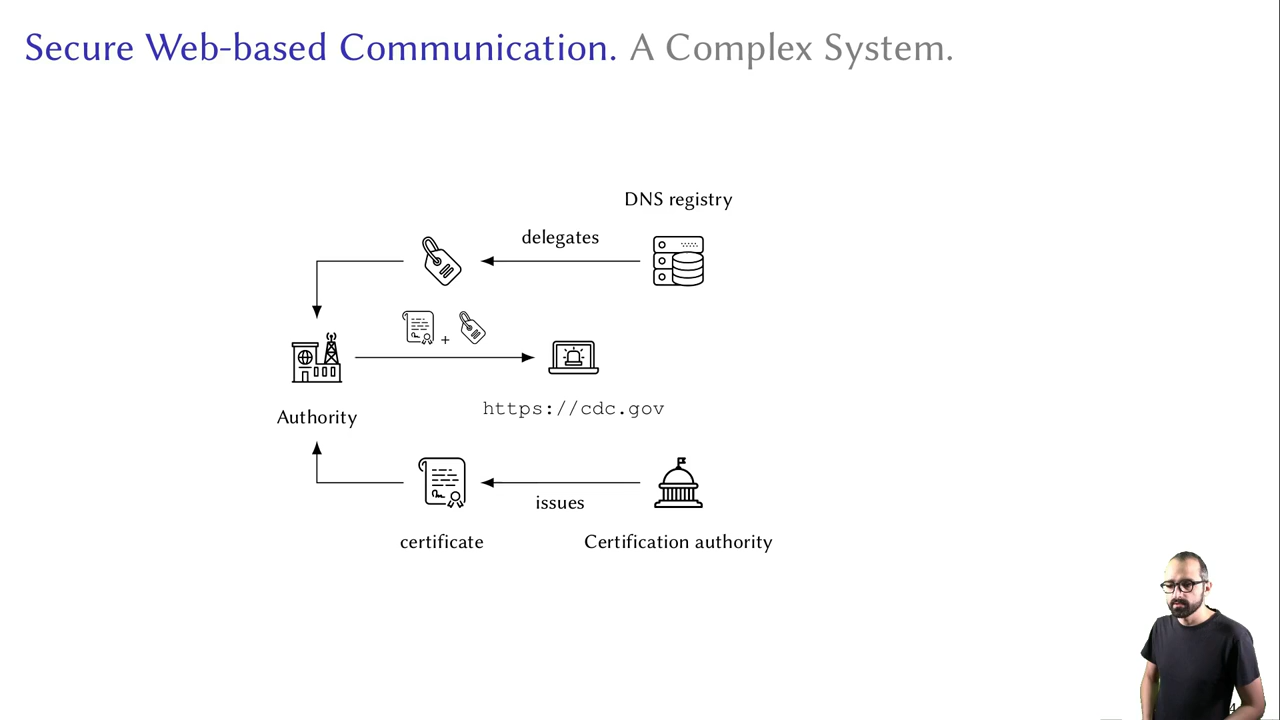 Secure Web-based Communication. A Complex System.
DNS registry
delegates
+
Authority
https://cdc.gov
issues
certificate
Certification authority